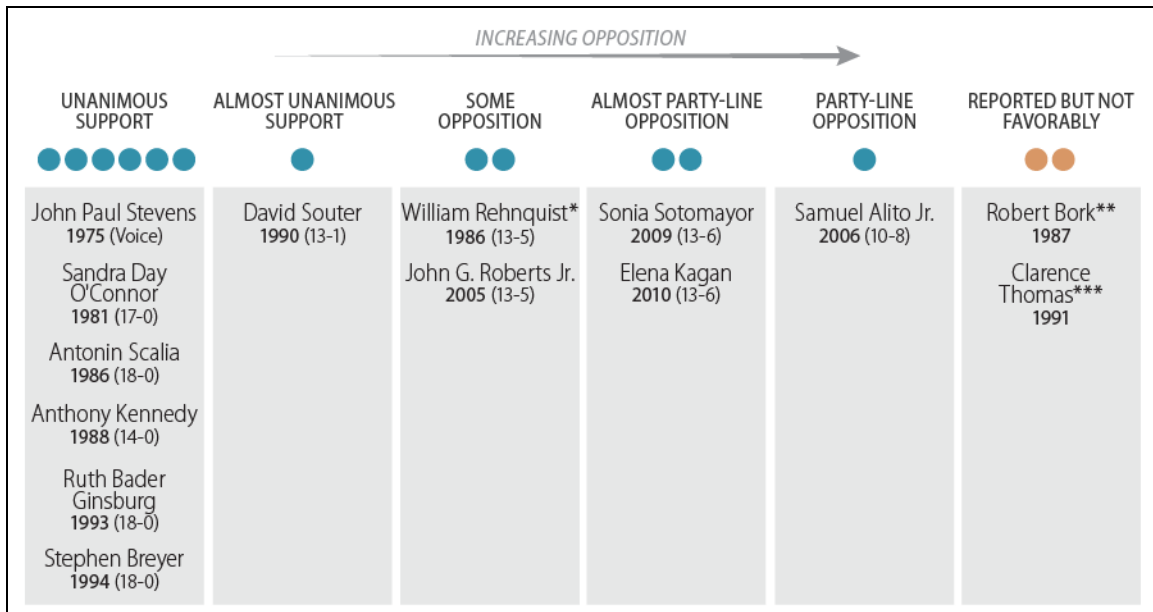 INCREASING OPPOSITION
UNANIMOUS
SUPPORT
John Paul Stevens
1975 (Voice)
Sandra Day
O'Connor
1981 (17-0)
Antonin Scalia
1986 (18-0)
Anthony Kennedy
1988 (14-0)
Ruth Bader
Ginsburg
1993 (18-0)
Stephen Breyer
1994 (18-0)
ALMOST UNANIMOUS
SUPPORT
David Souter
1990 (13-1)
SOME
OPPOSITION
William Rehnquist*
1986 (13-5)
John G. Roberts Jr.
2005 (13-5)
ALMOST PARTY-LINE
OPPOSITION
Sonia Sotomayor
2009 (13-6)
Elena Kagan
2010 (13-6)
PARTY-LINE
OPPOSITION
Samuel Alito Jr.
2006 (10-8)
REPORTED BUT NOT
FAVORABLY
Robert Bork**
1987
Clarence
Thomas***
1991